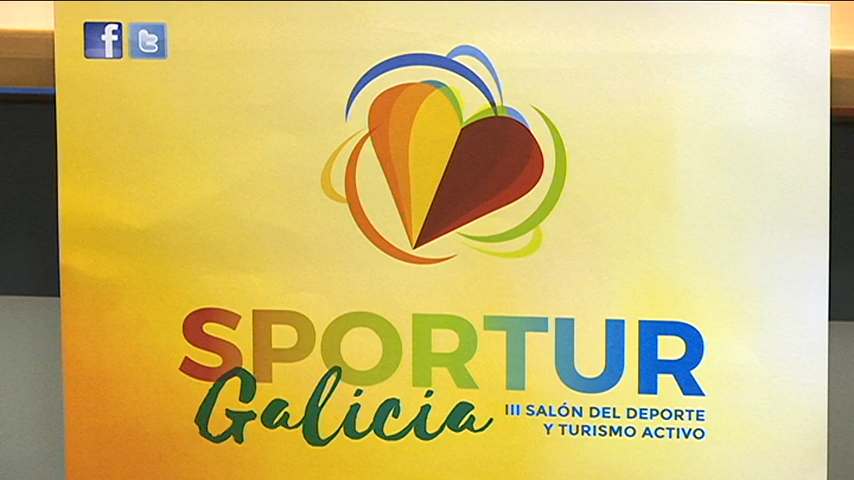 SPORTUR
Galicia
III SALÓN DEL DEPORTE
Y TURISMO ACTIVO